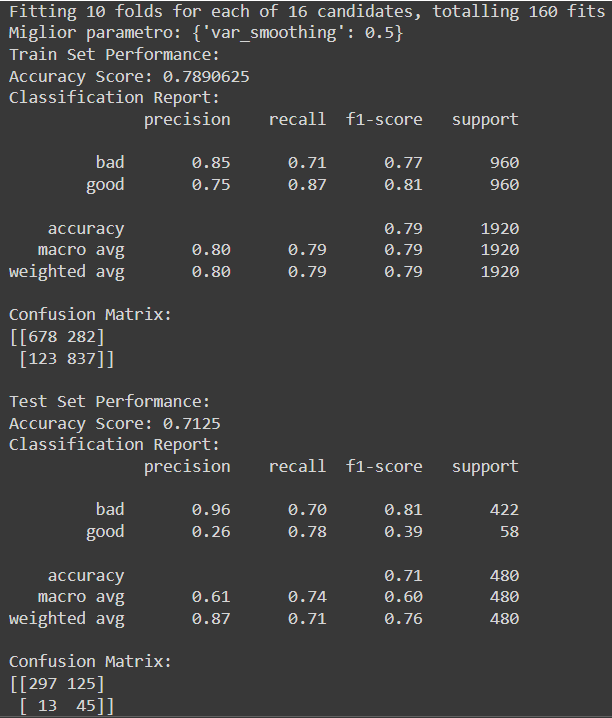 Fitting 10 folds for each of 16 candidates, totalling 160 fits
Miglior parametro: {'var_smoothing': 0.5}
Train Set Performance:
Accuracy Score: 0.7890625
Classification Report:
              precision    recall  f1-score   support

         bad       0.85      0.71      0.77       960
        good       0.75      0.87      0.81       960

    accuracy                           0.79      1920
   macro avg       0.80      0.79      0.79      1920
weighted avg       0.80      0.79      0.79      1920

Confusion Matrix:
[[678 282]
 [123 837]]

Test Set Performance:
Accuracy Score: 0.7125
Classification Report:
              precision    recall  f1-score   support

         bad       0.96      0.70      0.81       422
        good       0.26      0.78      0.39        58

    accuracy                           0.71       480
   macro avg       0.61      0.74      0.60       480
weighted avg       0.87      0.71      0.76       480

Confusion Matrix:
[[297 125]
 [ 13  45]]